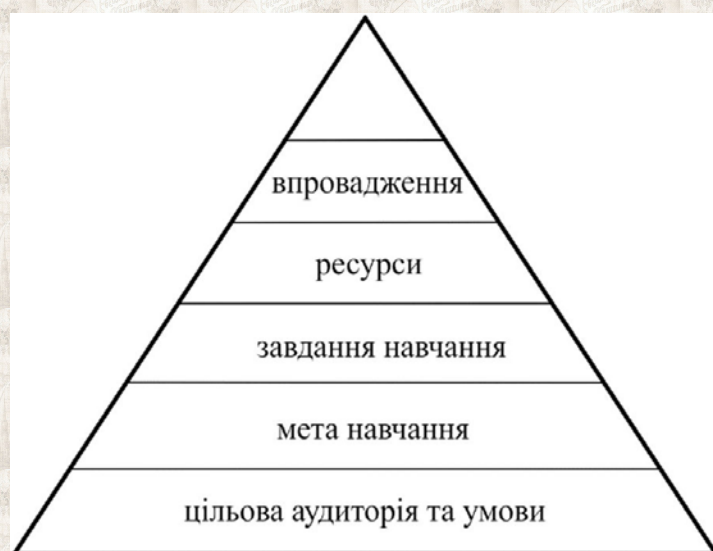 впровадження
ресурси
завдання навчання
мета навчання
цільова аудиторія та умови